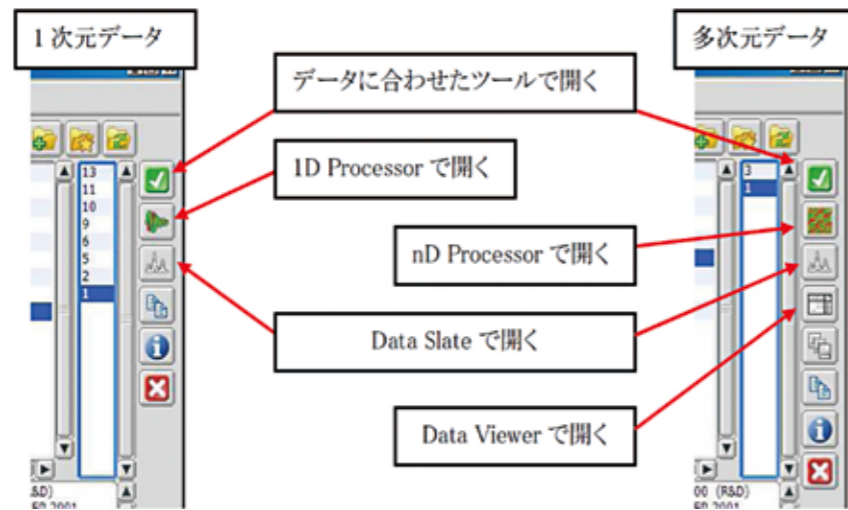 1 次元データ
多次元データ
データに合わせたツールで開く
1D Processor で開く
nD Processor で開く
Data Slate で開く
Data Viewer で開く
13
11
10
9
6
5
2
1
3
1
(R&D)
2001
00 (R&D)
2001